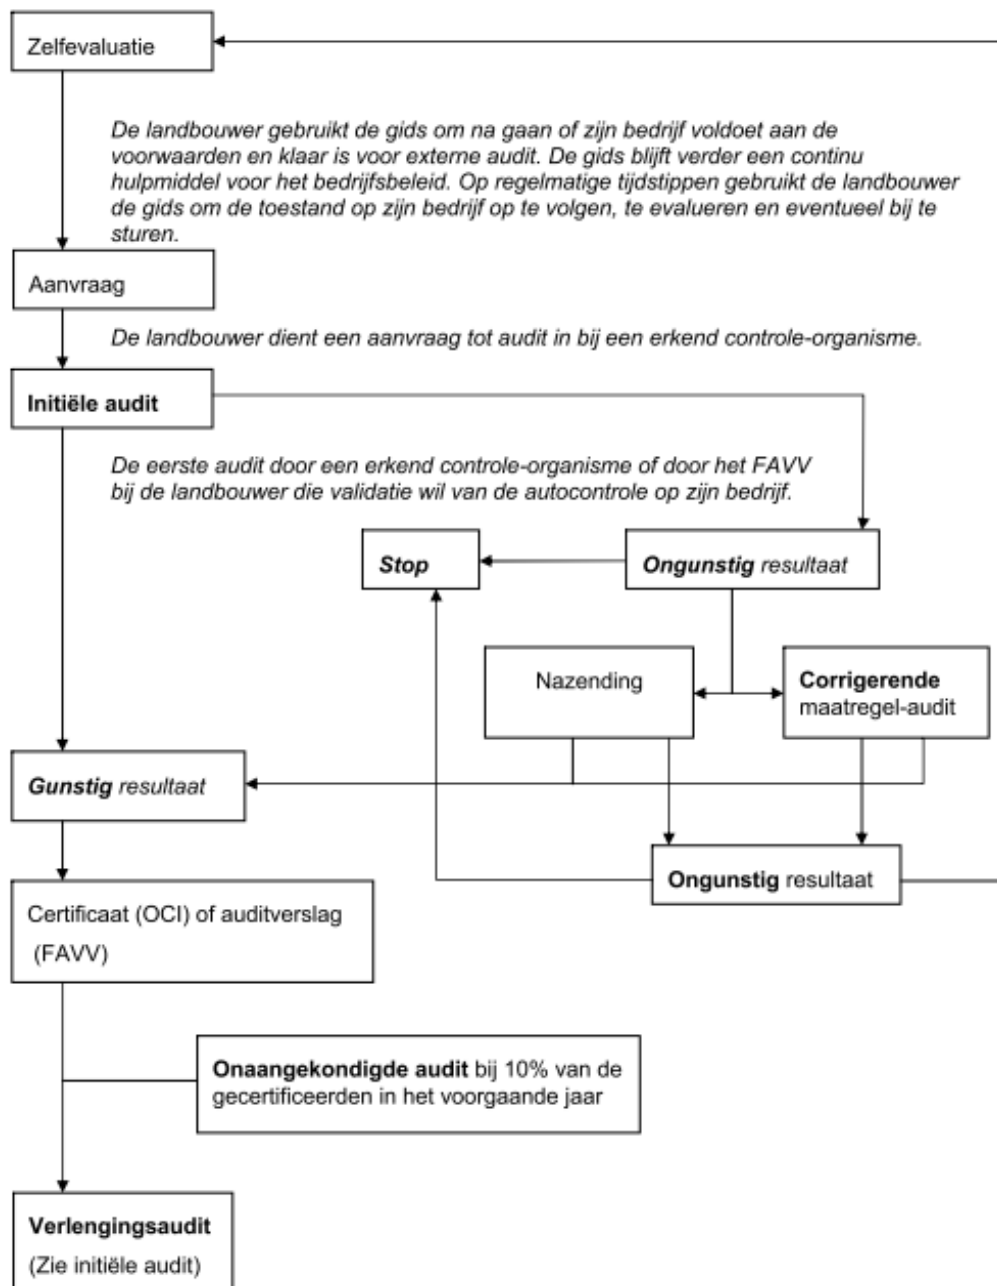 Zelfevaluatie
De landbouwer gebruikt de gids om na gaan of zijn bedrijf voldoet aan de
voorwaarden en klaar is voor externe audit. De gids blijft verder een continu
hulpmiddel voor het bedrijfsbeleid. Op regelmatige tijdstippen gebruikt de landbouwer
de gids om de toestand op zijn bedrijf op te volgen, te evalueren en eventueel bij te
sturen.
Aanvraag
De landbouwer dient een aanvraag tot audit in bij een erkend controle-organisme.
Initiële audit
De eerste audit door een erkend controle-organisme of door het FAVV
bij de landbouwer die validatie wil van de autocontrole op zijn bedrijf.
Stop
Ongunstig resultaat
Nazending
Corrigerende
maatregel-audit
Gunstig resultaat
Ongunstig resultaat
Certificaat (OCI) of auditverslag
(FAVV)
Onaangekondigde audit bij 10% van de
gecertificeerden in het voorgaande jaar
Verlengingsaudit
(Zie initiële audit)